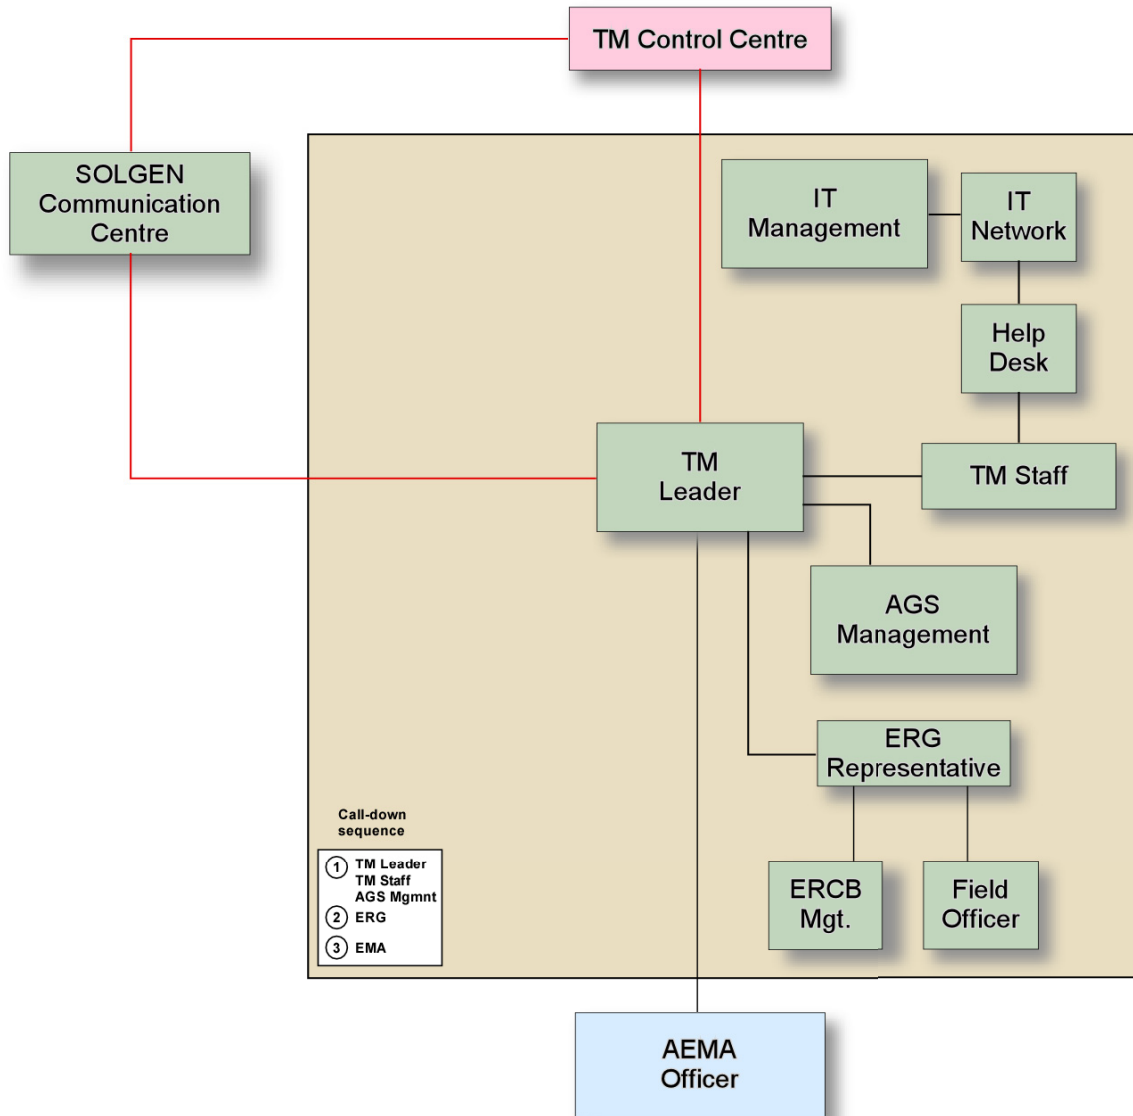 TM Control Centre
SOLGEN
Communication
Centre
IT
Management
IT
Network
Help
Desk
TM
Leader
TM Staff
AGS
Management
ERG
Representative
ERCB
Mgt.
Field
Officer
Call-down
sequence
1 TM Leader
TM Staff
AGS Mgmnt
2 ERG
3 EMA
AEMA
Officer